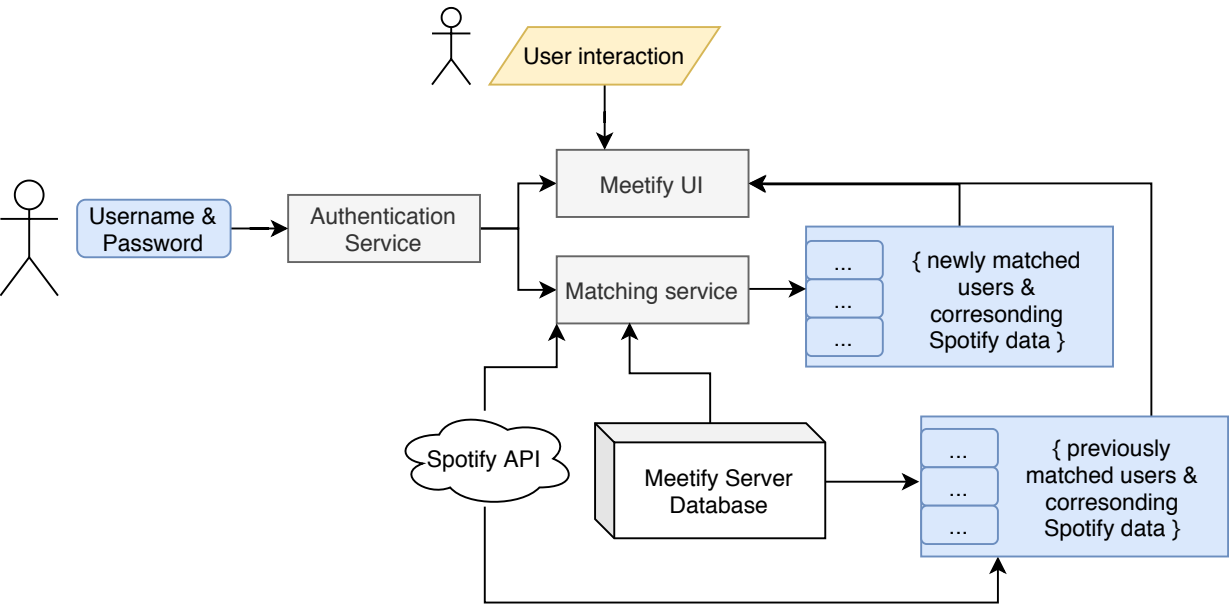 User interaction
Meetify UI
Username &
Password
Authentication
Service
Matching service
...
...
...
{ newly matched
users &
corresonding
Spotify data }
Spotify API
Meetify Server
Database
...
...
...
{ previously
matched users &
corresonding
Spotify data }